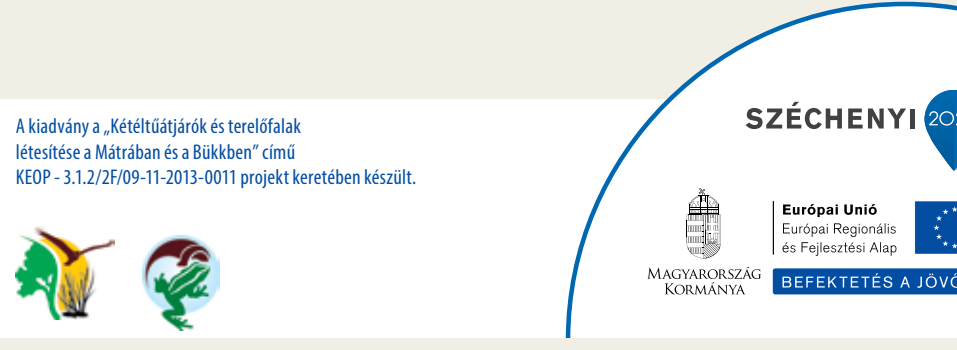 A kiadvány a „Kétéltűátjárók és terelőfalak
létesítése a Mátrában és a Bükkben” című
KEOP - 3.1.2/2F/09-11-2013-0011 projekt keretében készült.
SZÉCHENYI
Európai Unió
Európai Regionális
és Fejlesztési Alap
MAGYARORSZÁG
KORMÁNYA
BEFEKTETÉS A